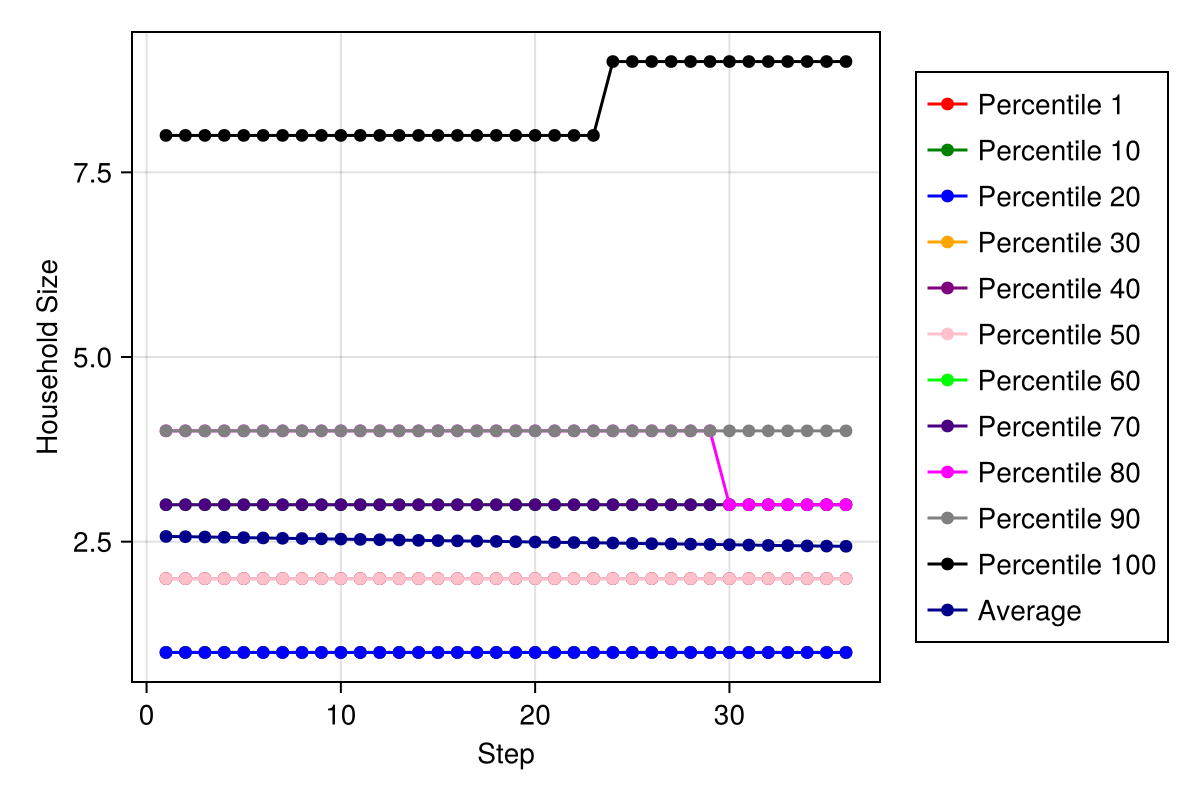 7.5
5.0
2.5
Household Size
0
10
20
30
Step
Percentile 1
Percentile 10
Percentile 20
Percentile 30
Percentile 40
Percentile 50
Percentile 60
Percentile 70
Percentile 80
Percentile 90
Percentile 100
Average